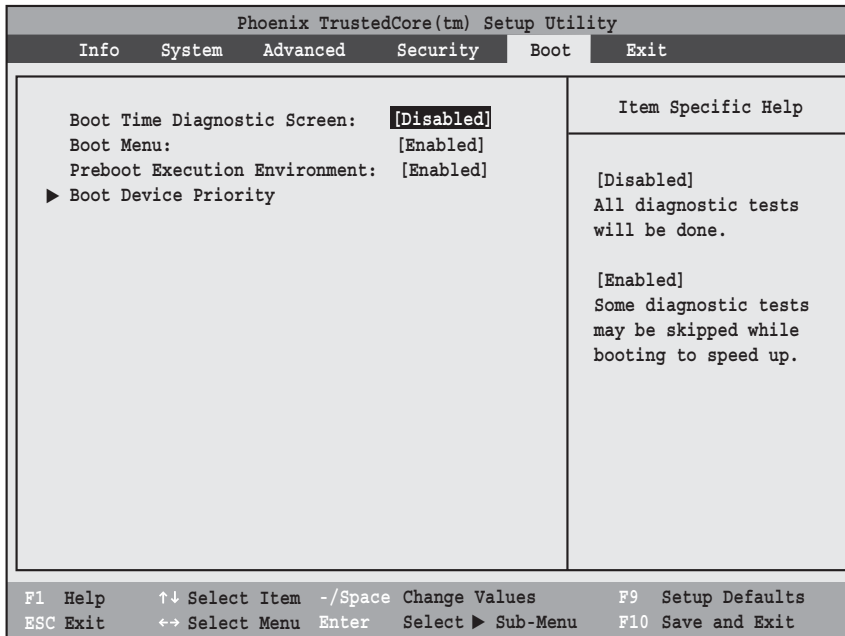 Phoenix TrustedCore(tm) Setup Utility
Info System Advanced Security Boot Exit
Boot Time Diagnostic Screen: [Disabled]
Boot Menu: [Enabled]
Preboot Execution Environment: [Enabled]
▶ Boot Device Priority
Item Specific Help
[Disabled]
All diagnostic tests
will be done.
[Enabled]
Some diagnostic tests
may be skipped while
booting to speed up.
F1 Help ↑↓ Select Item -/Space Change Values F9 Setup Defaults
ESC Exit ←→ Select Menu Enter Select ▶ Sub-Menu F10 Save and Exit